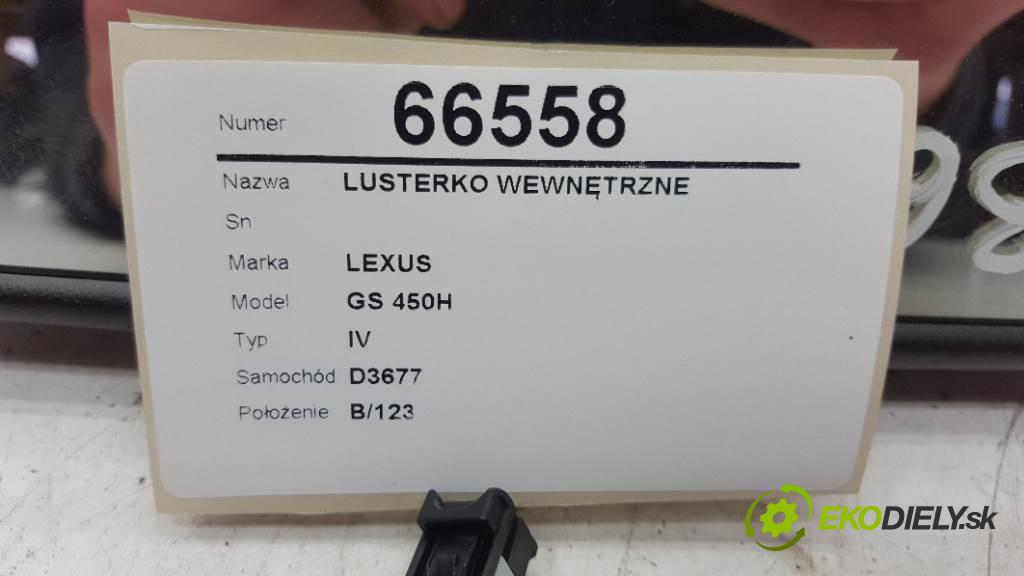 Numer 66558
Nazwa LUSTERKO WEWNĘTRZNE
Sn
Marka LEXUS
Model GS 450H
Typ IV
Samochód D3677
Położenie B/123
98
EKODIELY.sk